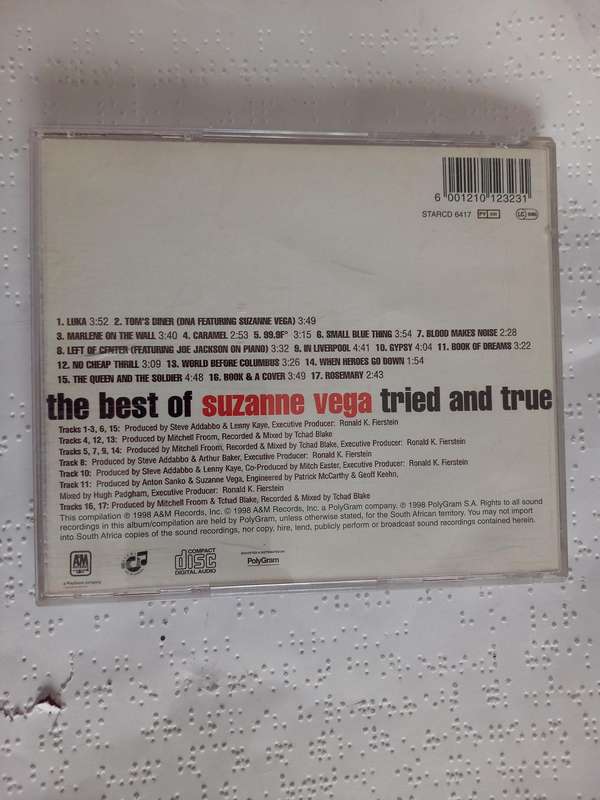 6 001210 123231
STARCD 6417
1. LUKA 3:52 2. TOM'S DINER (DNA FEATURING SUZANNE VEGA) 3:49
3. MARLENE ON THE WALL 3:40 4. CARAMEL 2:53 5. 99.9F° 3:15 6. SMALL BLUE THING 3:54 7. BLOOD MAKES NOISE 2:28
8. LEFT OF CENTER (FEATURING JOE JACKSON ON PIANO) 3:32 9. IN LIVERPOOL 4:41 10. GYPSY 4:04 11. BOOK OF DREAMS 3:22
12. NO CHEAP THRILL 3:09 13. WORLD BEFORE COLUMBUS 3:26 14. WHEN HEROES GO DOWN 1:54
15. THE QUEEN AND THE SOLDIER 4:48 16. BOOK & A COVER 3:49 17. ROSEMARY 2:43
the best of suzanne vega tried and true
Tracks 1-3, 6, 15: Produced by Steve Addabbo & Lenny Kaye, Executive Producer: Ronald K. Fierstein
Tracks 4, 12, 13: Produced by Mitchell Froom, Recorded & Mixed by Tchad Blake
Tracks 5, 7, 9, 14: Produced by Mitchell Froom, Recorded & Mixed by Tchad Blake, Executive Producer: Ronald K. Fierstein
Track 8: Produced by Steve Addabbo & Arthur Baker, Executive Producer: Ronald K. Fierstein
Track 10: Produced by Steve Addabbo & Lenny Kaye, Co-Produced by Mitch Easter, Executive Producer: Ronald K. Fierstein
Track 11: Produced by Anton Sanko & Suzanne Vega, Engineered by Patrick McCarthy & Geoff Keehn,
Mixed by Hugh Padgham, Executive Producer: Ronald K. Fierstein
Tracks 16, 17: Produced by Mitchell Froom & Tchad Blake, Recorded & Mixed by Tchad Blake
This compilation ℗ 1998 A&M Records, Inc. © 1998 A&M Records, Inc. a PolyGram company. © 1998 PolyGram S.A. Rights to all sound
recordings in this album/compilation are held by PolyGram, unless otherwise stated, for the South African territory. You may not import
into South Africa copies of the sound recordings, nor copy, hire, lend, publicly perform or broadcast sound recordings contained herein.
A&M
a PolyGram company
COMPACT
disc
DIGITAL AUDIO
PolyGram